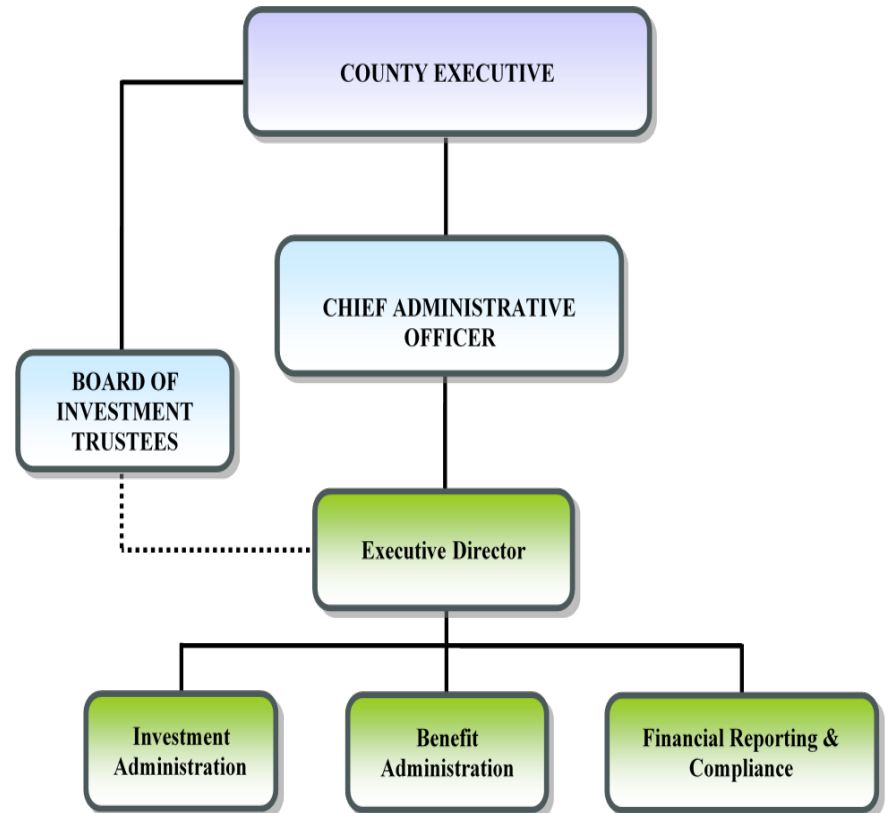 COUNTY EXECUTIVE
CHIEF ADMINISTRATIVE
OFFICER
BOARD OF
INVESTMENT
TRUSTEES
Executive Director
Investment
Administration
Benefit
Administration
Financial Reporting &
Compliance